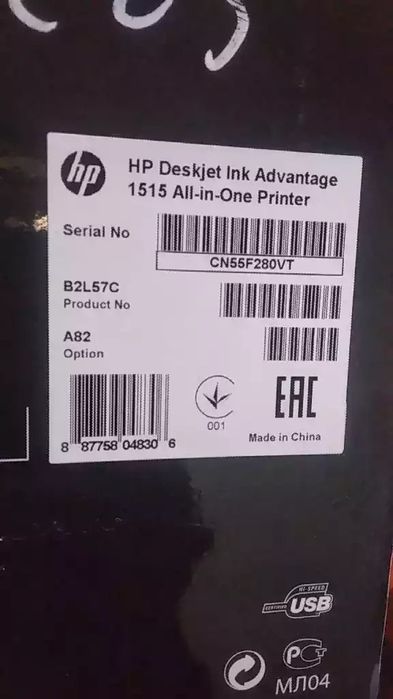 hp
HP Deskjet Ink Advantage
1515 All-in-One Printer
Serial No
CN55F280VT
B2L57C
Product No
A82
Option
8 87758 04830 6
001
EAC
Made in China
HI-SPEED
CERTIFIED USB
РСТ
МЛ04